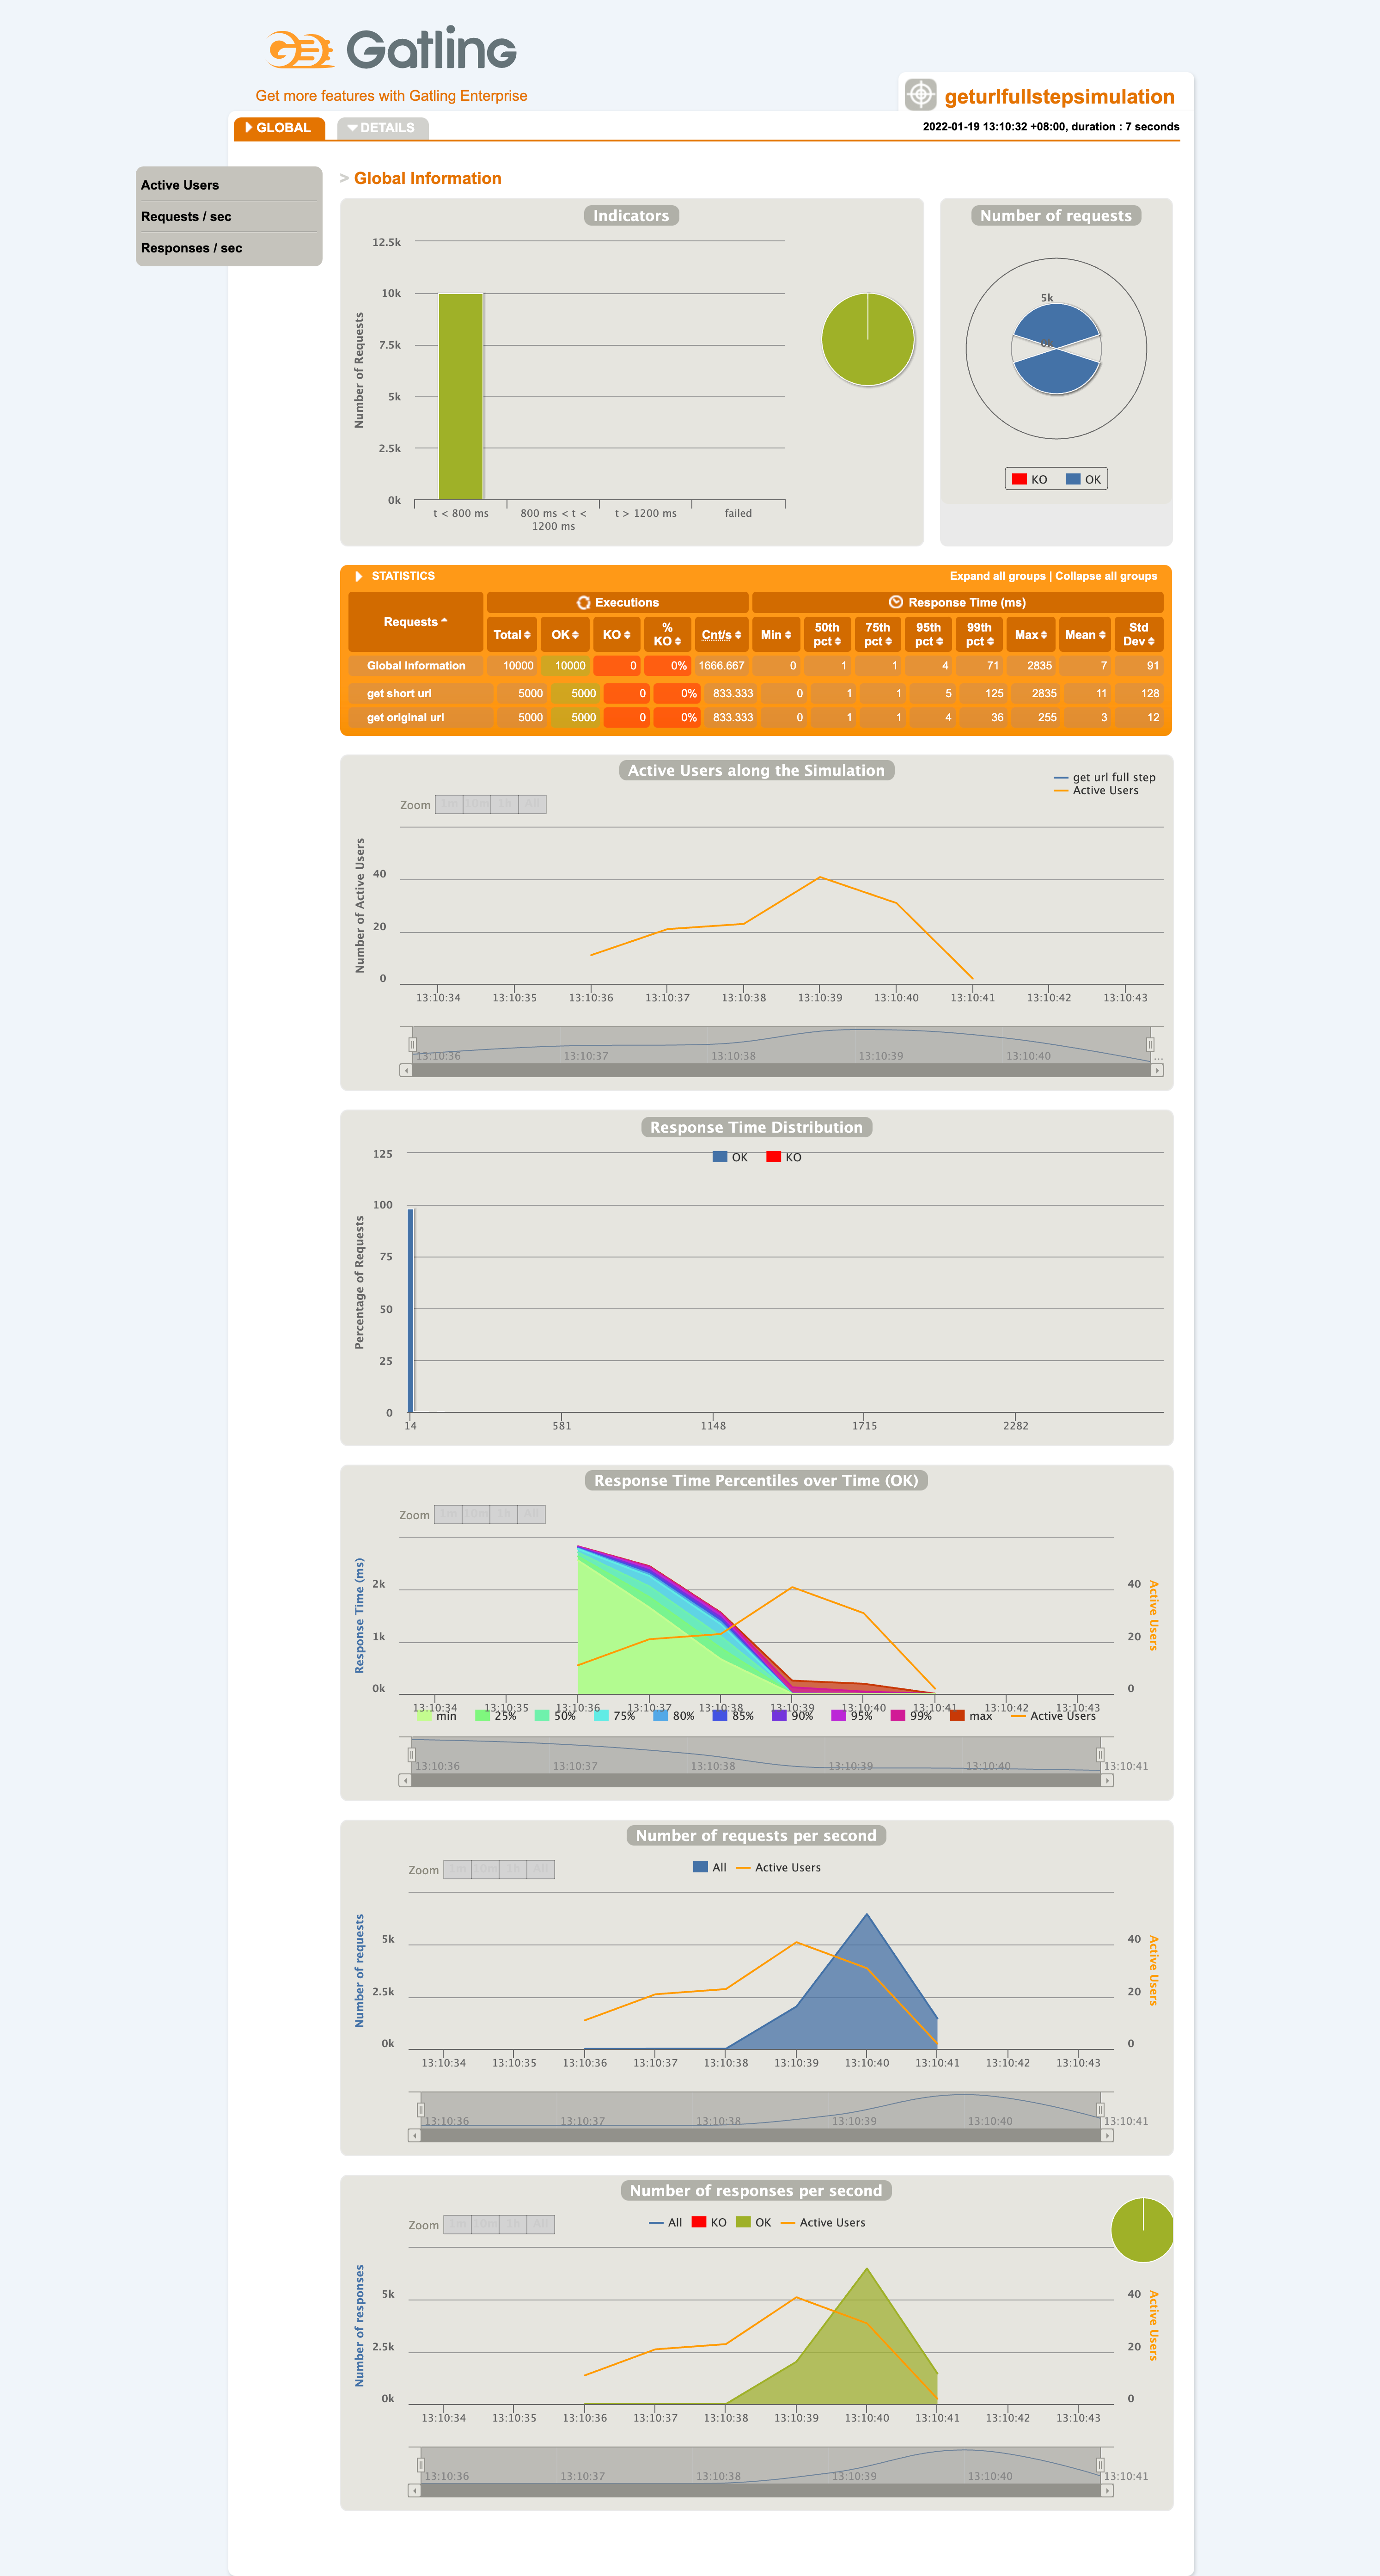 Gatling
Get more features with Gatling Enterprise
geturlfullstepsimulation
GLOBAL
DETAILS
2022-01-19 13:10:32 +08:00, duration : 7 seconds
Active Users
Requests / sec
Responses / sec
> Global Information
Indicators
12.5k
10k
7.5k
5k
2.5k
0k
Number of Requests
t < 800 ms
800 ms < t <
1200 ms
t > 1200 ms
failed
Number of requests
5k
KO
OK
STATISTICS
Expand all groups | Collapse all groups
Requests
Executions
Response Time (ms)
Total OK KO % KO Cnt/s Min 50th pct 75th pct 95th pct 99th pct Max Mean Std Dev
Global Information 10000 10000 0 0% 1666.667 0 1 1 4 71 2835 7 91
get short url 5000 5000 0 0% 833.333 0 1 1 5 125 2835 11 128
get original url 5000 5000 0 0% 833.333 0 1 1 4 36 255 3 12
Active Users along the Simulation
get url full step
Active Users
Zoom 1m 10m 1h All
Number of Active Users
40
20
0
13:10:34 13:10:35 13:10:36 13:10:37 13:10:38 13:10:39 13:10:40 13:10:41 13:10:42 13:10:43
13:10:36 13:10:37 13:10:38 13:10:39 13:10:40 ...
Response Time Distribution
OK KO
Percentage of Requests
125
100
75
50
25
0
14 581 1148 1715 2282
Response Time Percentiles over Time (OK)
Zoom 1m 10m 1h All
Response Time (ms)
2k
1k
0k
40
20
0
Active Users
13:10:34 13:10:35 13:10:36 13:10:37 13:10:38 13:10:39 13:10:40 13:10:41 13:10:42 13:10:43
min 25% 50% 75% 80% 85% 90% 95% 99% max Active Users
13:10:36 13:10:37 13:10:38 13:10:39 13:10:40 13:10:41
Number of requests per second
Zoom 1m 10m 1h All
All Active Users
Number of requests
5k
2.5k
0k
40
20
0
Active Users
13:10:34 13:10:35 13:10:36 13:10:37 13:10:38 13:10:39 13:10:40 13:10:41 13:10:42 13:10:43
13:10:36 13:10:37 13:10:38 13:10:39 13:10:40 13:10:41
Number of responses per second
Zoom 1m 10m 1h All
All KO OK Active Users
Number of responses
5k
2.5k
0k
40
20
0
Active Users
13:10:34 13:10:35 13:10:36 13:10:37 13:10:38 13:10:39 13:10:40 13:10:41 13:10:42 13:10:43
13:10:36 13:10:37 13:10:38 13:10:39 13:10:40 13:10:41